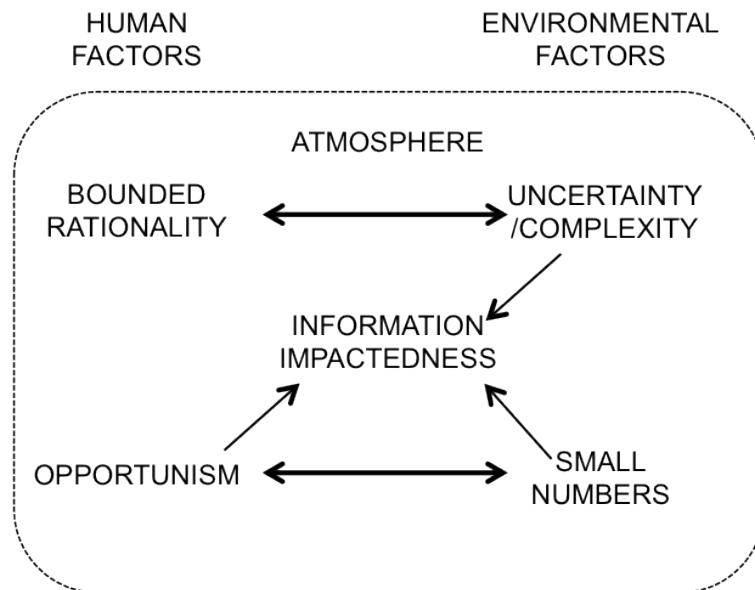 HUMAN
FACTORS
ENVIRONMENTAL
FACTORS
ATMOSPHERE
BOUNDED
RATIONALITY
UNCERTAINTY
/COMPLEXITY
INFORMATION
IMPACTEDNESS
OPPORTUNISM
SMALL
NUMBERS